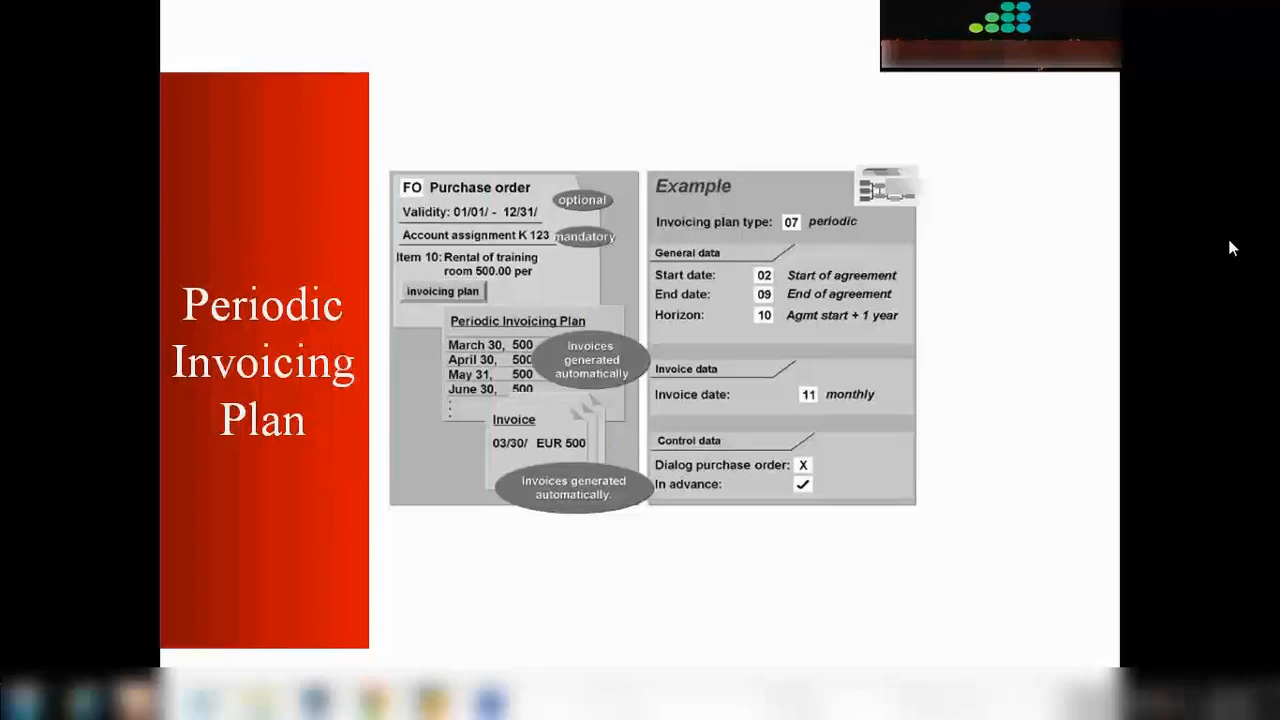 Periodic
Invoicing
Plan
FO Purchase order
optional
Validity: 01/01/ - 12/31/
Account assignment K 123
mandatory
Item 10: Rental of training
room 500.00 per
invoicing plan
Periodic Invoicing Plan
March 30, 500
April 30, 500
May 31, 500
June 30, 500
Invoices
generated
automatically
Invoice
03/30/ EUR 500
Invoices generated
automatically.
Example
Invoicing plan type: 07 periodic
General data
Start date: 02 Start of agreement
End date: 09 End of agreement
Horizon: 10 Agmt start + 1 year
Invoice data
Invoice date: 11 monthly
Control data
Dialog purchase order: X
In advance: ✓